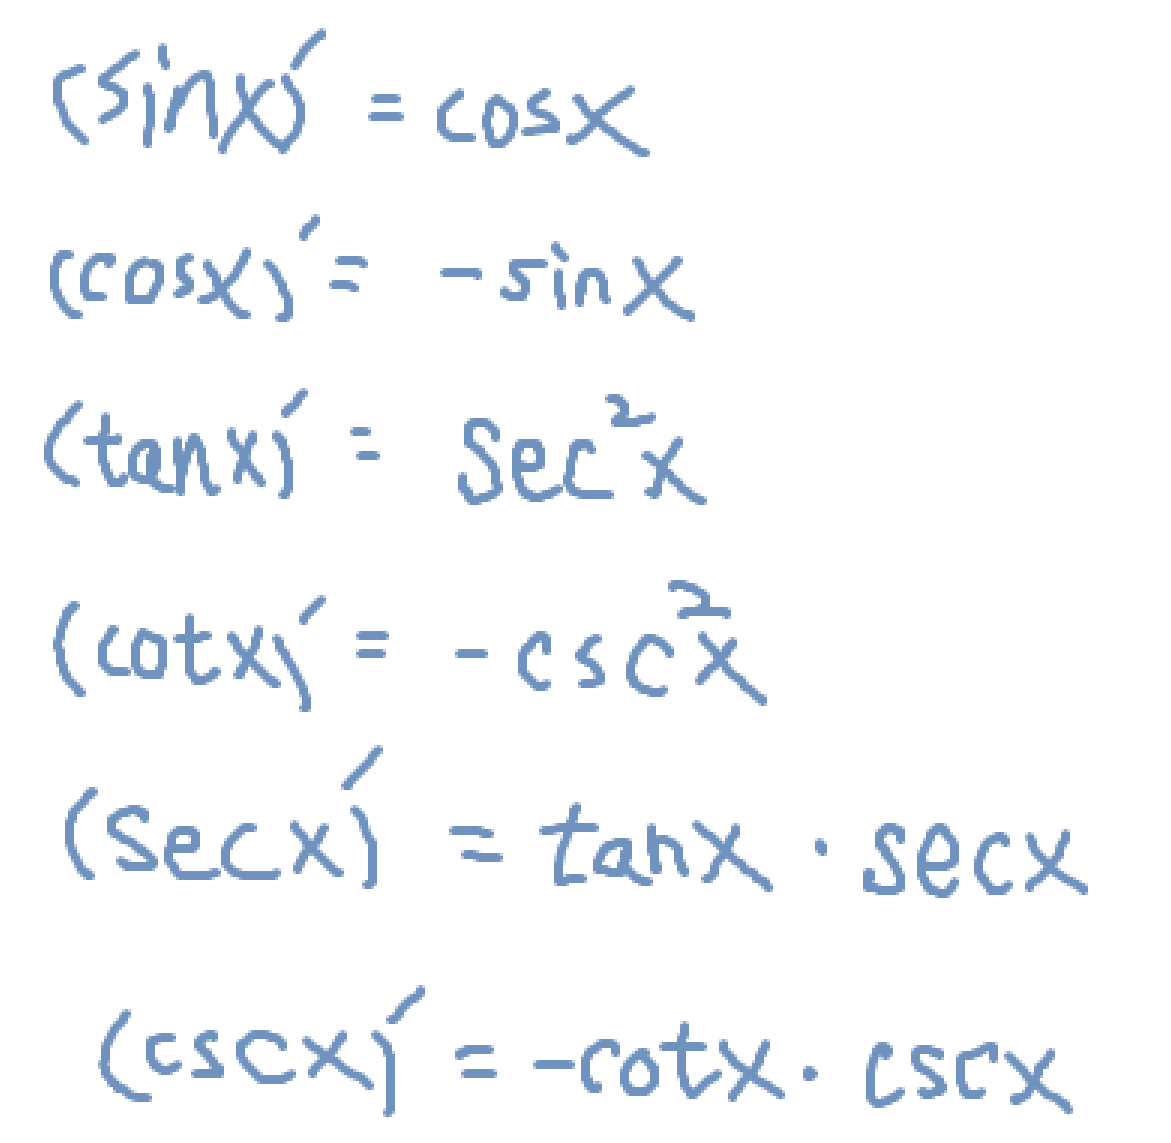 (sinx)′ = cosx
(cosx)′ = -sinx
(tanx)′ = sec²x
(cotx)′ = -csc²x
(secx)′ = tanx · secx
(cscx)′ = -cotx · cscx